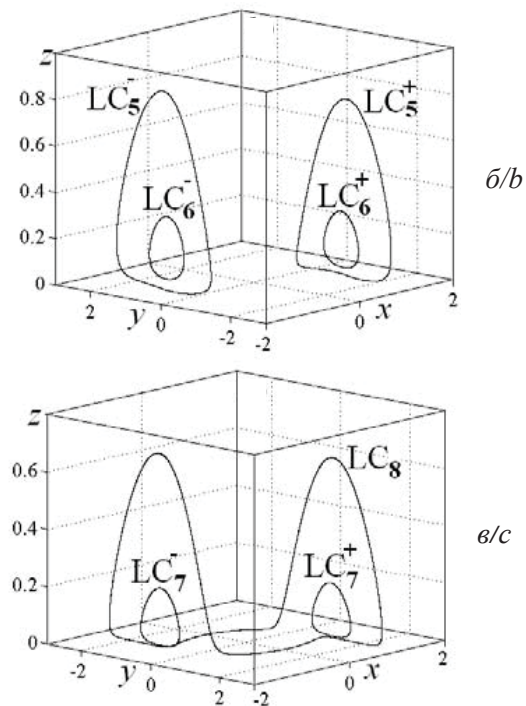 z
0.8
0.6
0.4
0.2
0
LC₅⁻
LC₅⁺
LC₆⁻
LC₆⁺
2
y
0
-2
-2
0
x
2
б/b
z
0.6
0.4
0.2
0
LC₈
LC₇⁻
LC₇⁺
-2
y
0
2
-2
0
x
2
в/c